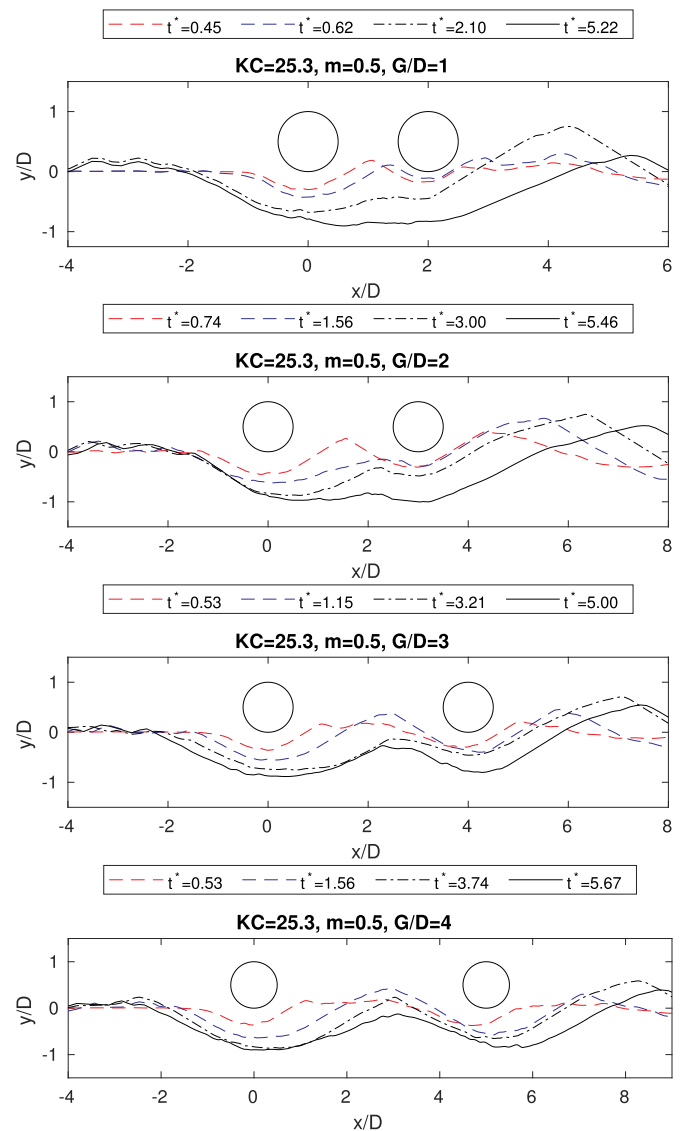 t*=0.45 t*=0.62 t*=2.10 t*=5.22
KC=25.3, m=0.5, G/D=1
1
0
-1
y/D
-4 -2 0 2 4 6
x/D
t*=0.74 t*=1.56 t*=3.00 t*=5.46
KC=25.3, m=0.5, G/D=2
1
0
-1
y/D
-4 -2 0 2 4 6 8
x/D
t*=0.53 t*=1.15 t*=3.21 t*=5.00
KC=25.3, m=0.5, G/D=3
1
0
-1
y/D
-4 -2 0 2 4 6 8
x/D
t*=0.53 t*=1.56 t*=3.74 t*=5.67
KC=25.3, m=0.5, G/D=4
1
0
-1
y/D
-4 -2 0 2 4 6 8
x/D